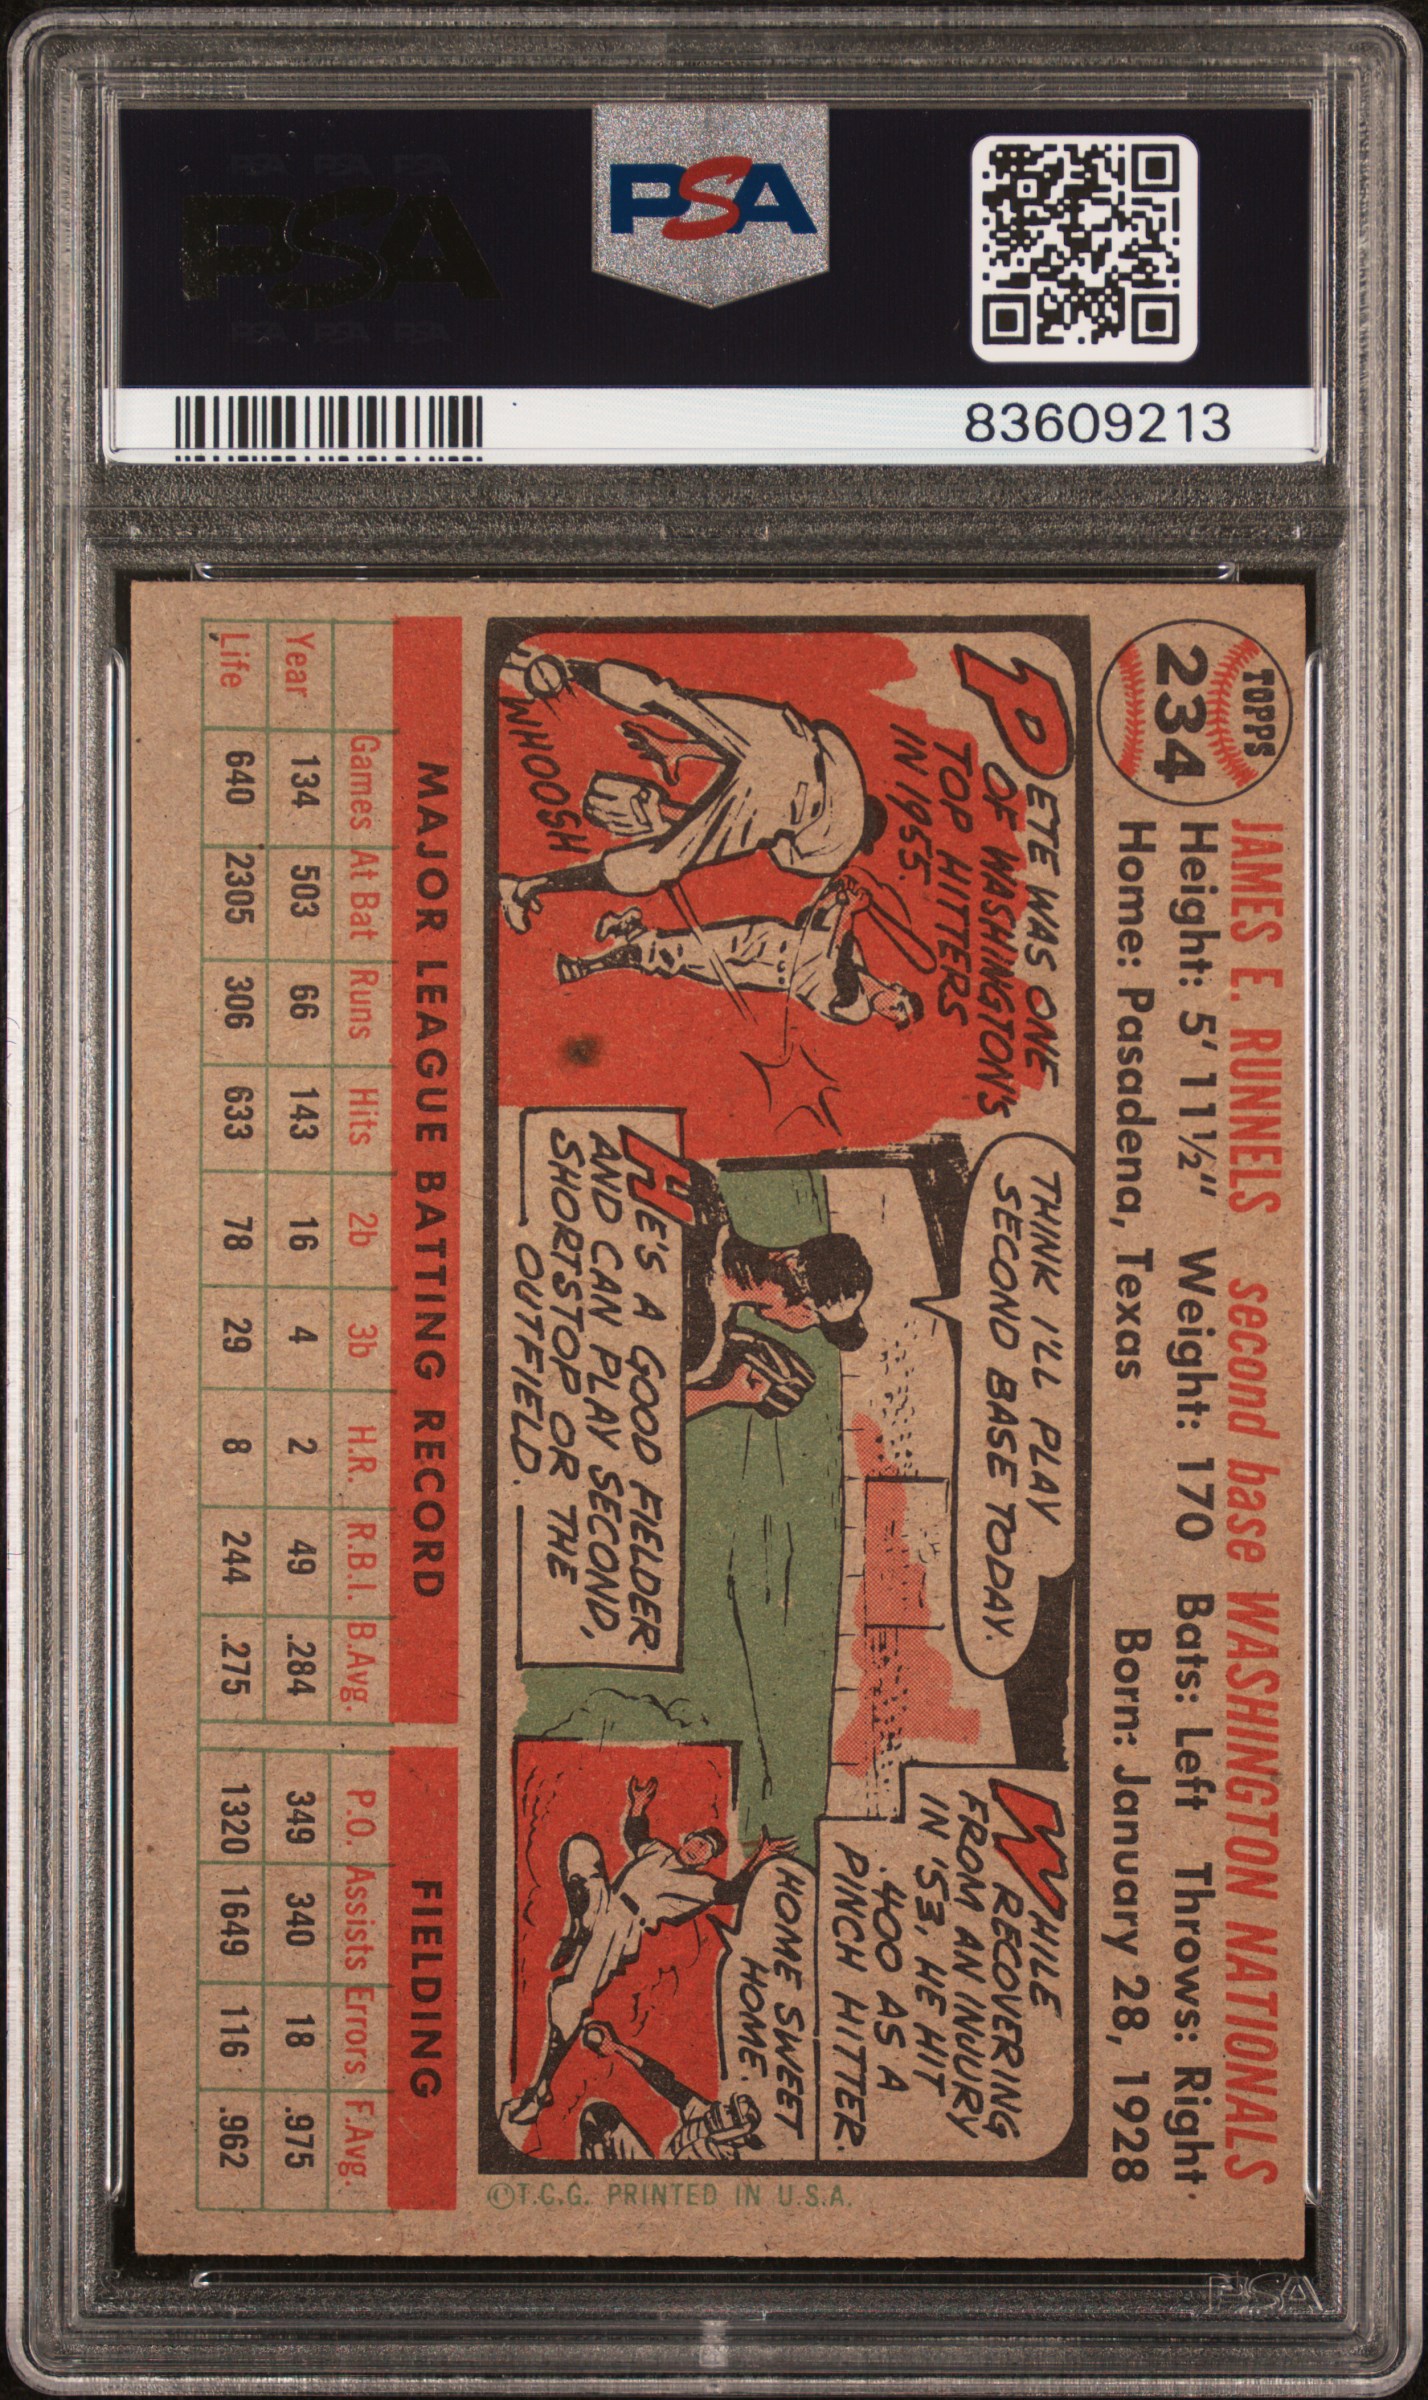 PSA PSA PSA
PSA
PSA PSA PSA
PSA
83609213
TOPPS
234
JAMES E. RUNNELS second base WASHINGTON NATIONALS
Height: 5' 11½" Weight: 170 Bats: Left Throws: Right
Home: Pasadena, Texas Born: January 28, 1928
PETE WAS ONE
OF WASHINGTON'S
TOP HITTERS
IN 1955.
WHOOSH
THINK I'LL PLAY
SECOND BASE TODAY.
HE'S A GOOD FIELDER
AND CAN PLAY SECOND,
SHORTSTOP OR THE
OUTFIELD.
WHILE
RECOVERING
FROM AN INJURY
IN '53, HE HIT
.400 AS A
PINCH HITTER.
HOME SWEET
HOME.
©T.C.G. PRINTED IN U.S.A.
MAJOR LEAGUE BATTING RECORD FIELDING
Games At Bat Runs Hits 2b 3b H.R. R.B.I. B.Avg. P.O. Assists Errors F.Avg.
Year 134 503 66 143 16 4 2 49 .284 349 340 18 .975
Life 640 2305 306 633 78 29 8 244 .275 1320 1649 116 .962
PSA